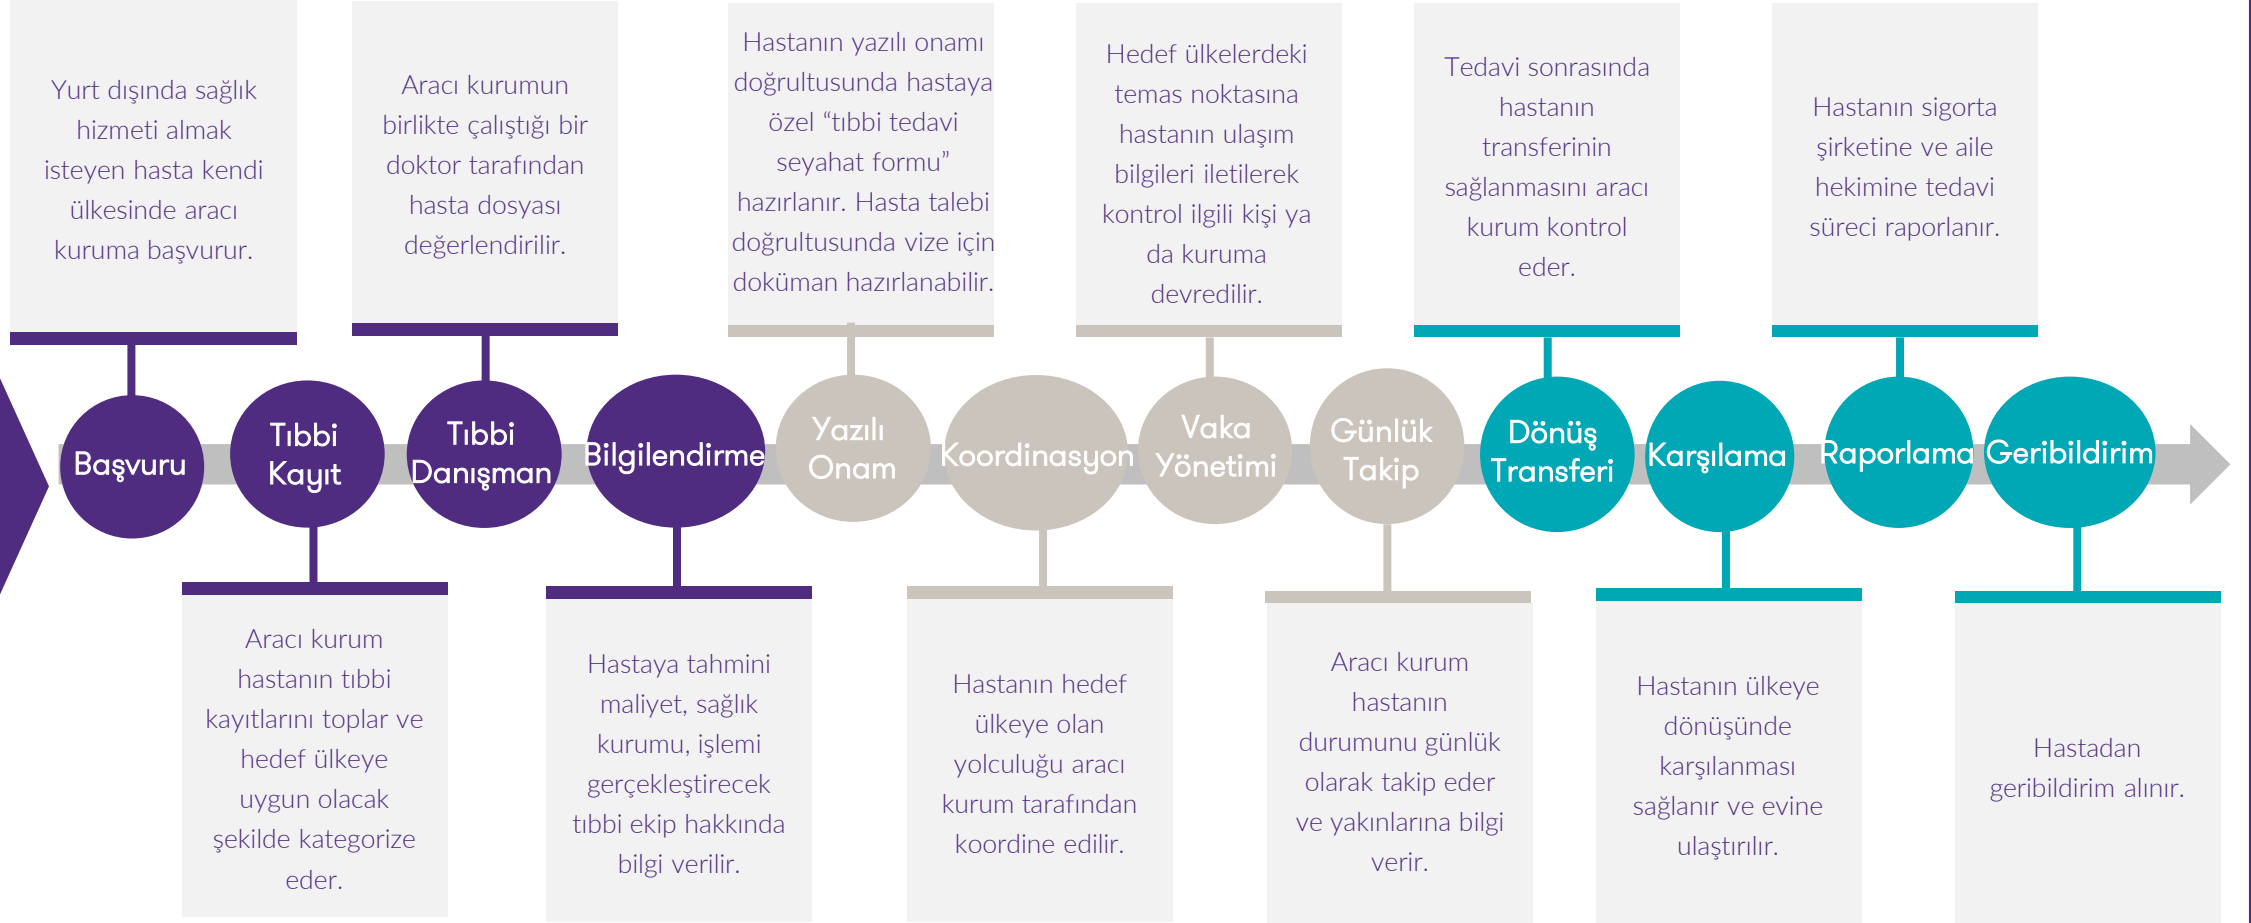 Yurt dışında sağlık
hizmeti almak
isteyen hasta kendi
ülkesinde aracı
kuruma başvurur.
Aracı kurumun
birlikte çalıştığı bir
doktor tarafından
hasta dosyası
değerlendirilir.
Hastanın yazılı onamı
doğrultusunda hastaya
özel “tıbbi tedavi
seyahat formu”
hazırlanır. Hasta talebi
doğrultusunda vize için
doküman hazırlanabilir.
Hedef ülkelerdeki
temas noktasına
hastanın ulaşım
bilgileri iletilerek
kontrol ilgili kişi ya
da kuruma
devredilir.
Tedavi sonrasında
hastanın
transferinin
sağlanmasını aracı
kurum kontrol
eder.
Hastanın sigorta
şirketine ve aile
hekimine tedavi
süreci raporlanır.
Başvuru
Tıbbi
Kayıt
Tıbbi
Danışman
Bilgilendirme
Yazılı
Onam
Koordinasyon
Vaka
Yönetimi
Günlük
Takip
Dönüş
Transferi
Karşılama
Raporlama
Geribildirim
Aracı kurum
hastanın tıbbi
kayıtlarını toplar ve
hedef ülkeye
uygun olacak
şekilde kategorize
eder.
Hastaya tahmini
maliyet, sağlık
kurumu, işlemi
gerçekleştirecek
tıbbi ekip hakkında
bilgi verilir.
Hastanın hedef
ülkeye olan
yolculuğu aracı
kurum tarafından
koordine edilir.
Aracı kurum
hastanın
durumunu günlük
olarak takip eder
ve yakınlarına bilgi
verir.
Hastanın ülkeye
dönüşünde
karşılanması
sağlanır ve evine
ulaştırılır.
Hastadan
geribildirim alınır.